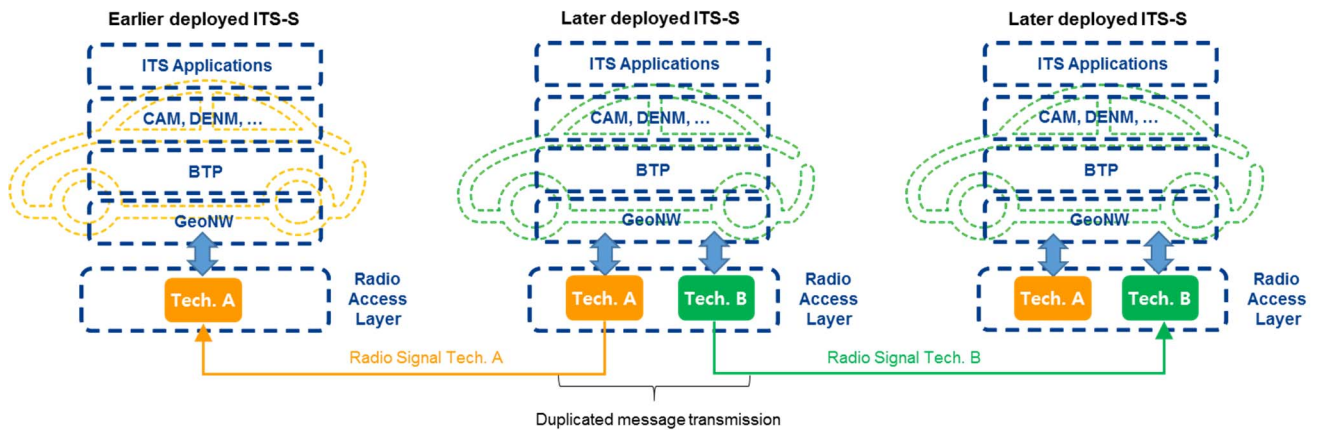 Earlier deployed ITS-S
ITS Applications
CAM, DENM, ...
BTP
GeoNW
Tech. A
Radio
Access
Layer
Later deployed ITS-S
ITS Applications
CAM, DENM, ...
BTP
GeoNW
Tech. A
Tech. B
Radio
Access
Layer
Later deployed ITS-S
ITS Applications
CAM, DENM, ...
BTP
GeoNW
Tech. A
Tech. B
Radio
Access
Layer
Radio Signal Tech. A
Radio Signal Tech. B
Duplicated message transmission